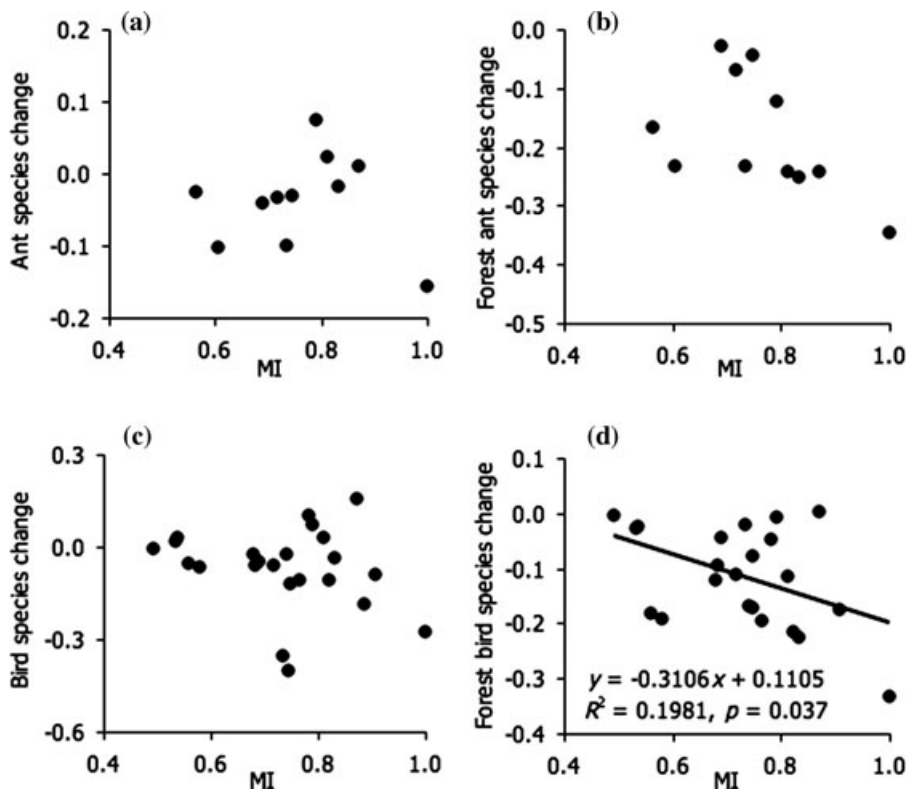 (a)
Ant species change
0.2
0.1
0.0
-0.1
-0.2
0.4 0.6 0.8 1.0
MI
(b)
Forest ant species change
0.0
-0.1
-0.2
-0.3
-0.4
-0.5
0.4 0.6 0.8 1.0
MI
(c)
Bird species change
0.3
0.0
-0.3
-0.6
0.4 0.6 0.8 1.0
MI
(d)
Forest bird species change
0.1
0.0
-0.1
-0.2
-0.3
-0.4
y = -0.3106x + 0.1105
R² = 0.1981, p = 0.037
0.4 0.6 0.8 1.0
MI